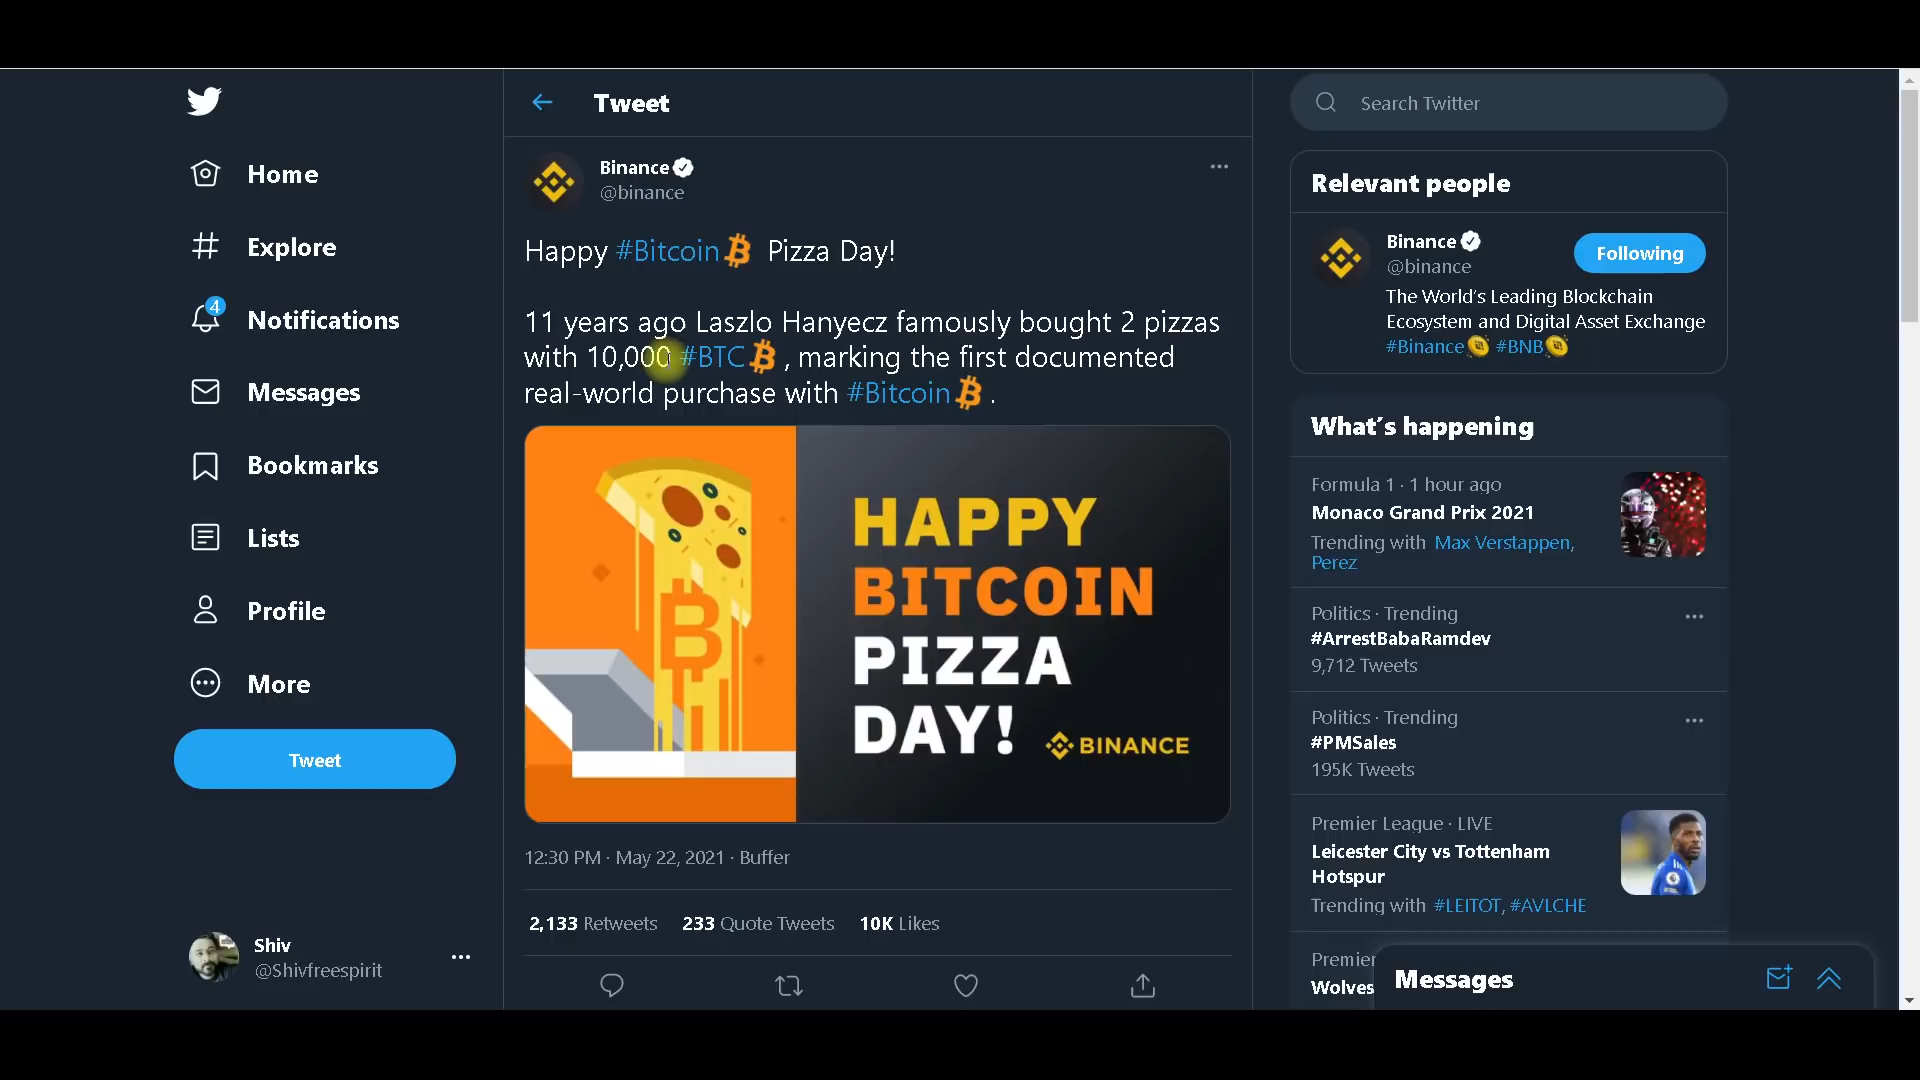 Tweet
Search Twitter
Home
Explore
4
Notifications
Messages
Bookmarks
Lists
Profile
More
Tweet
Shiv
@Shivfreespirit
Binance
@binance
Happy #Bitcoin Pizza Day!
11 years ago Laszlo Hanyecz famously bought 2 pizzas
with 10,000 #BTC , marking the first documented
real-world purchase with #Bitcoin .
HAPPY
BITCOIN
PIZZA
DAY!
BINANCE
12:30 PM · May 22, 2021 · Buffer
2,133 Retweets 233 Quote Tweets 10K Likes
Relevant people
Binance
@binance
Following
The World's Leading Blockchain
Ecosystem and Digital Asset Exchange
#Binance #BNB
What's happening
Formula 1 · 1 hour ago
Monaco Grand Prix 2021
Trending with Max Verstappen,
Perez
Politics · Trending
#ArrestBabaRamdev
9,712 Tweets
Politics · Trending
#PMSales
195K Tweets
Premier League · LIVE
Leicester City vs Tottenham
Hotspur
Trending with #LEITOT, #AVLCHE
Premier
Wolves
Messages